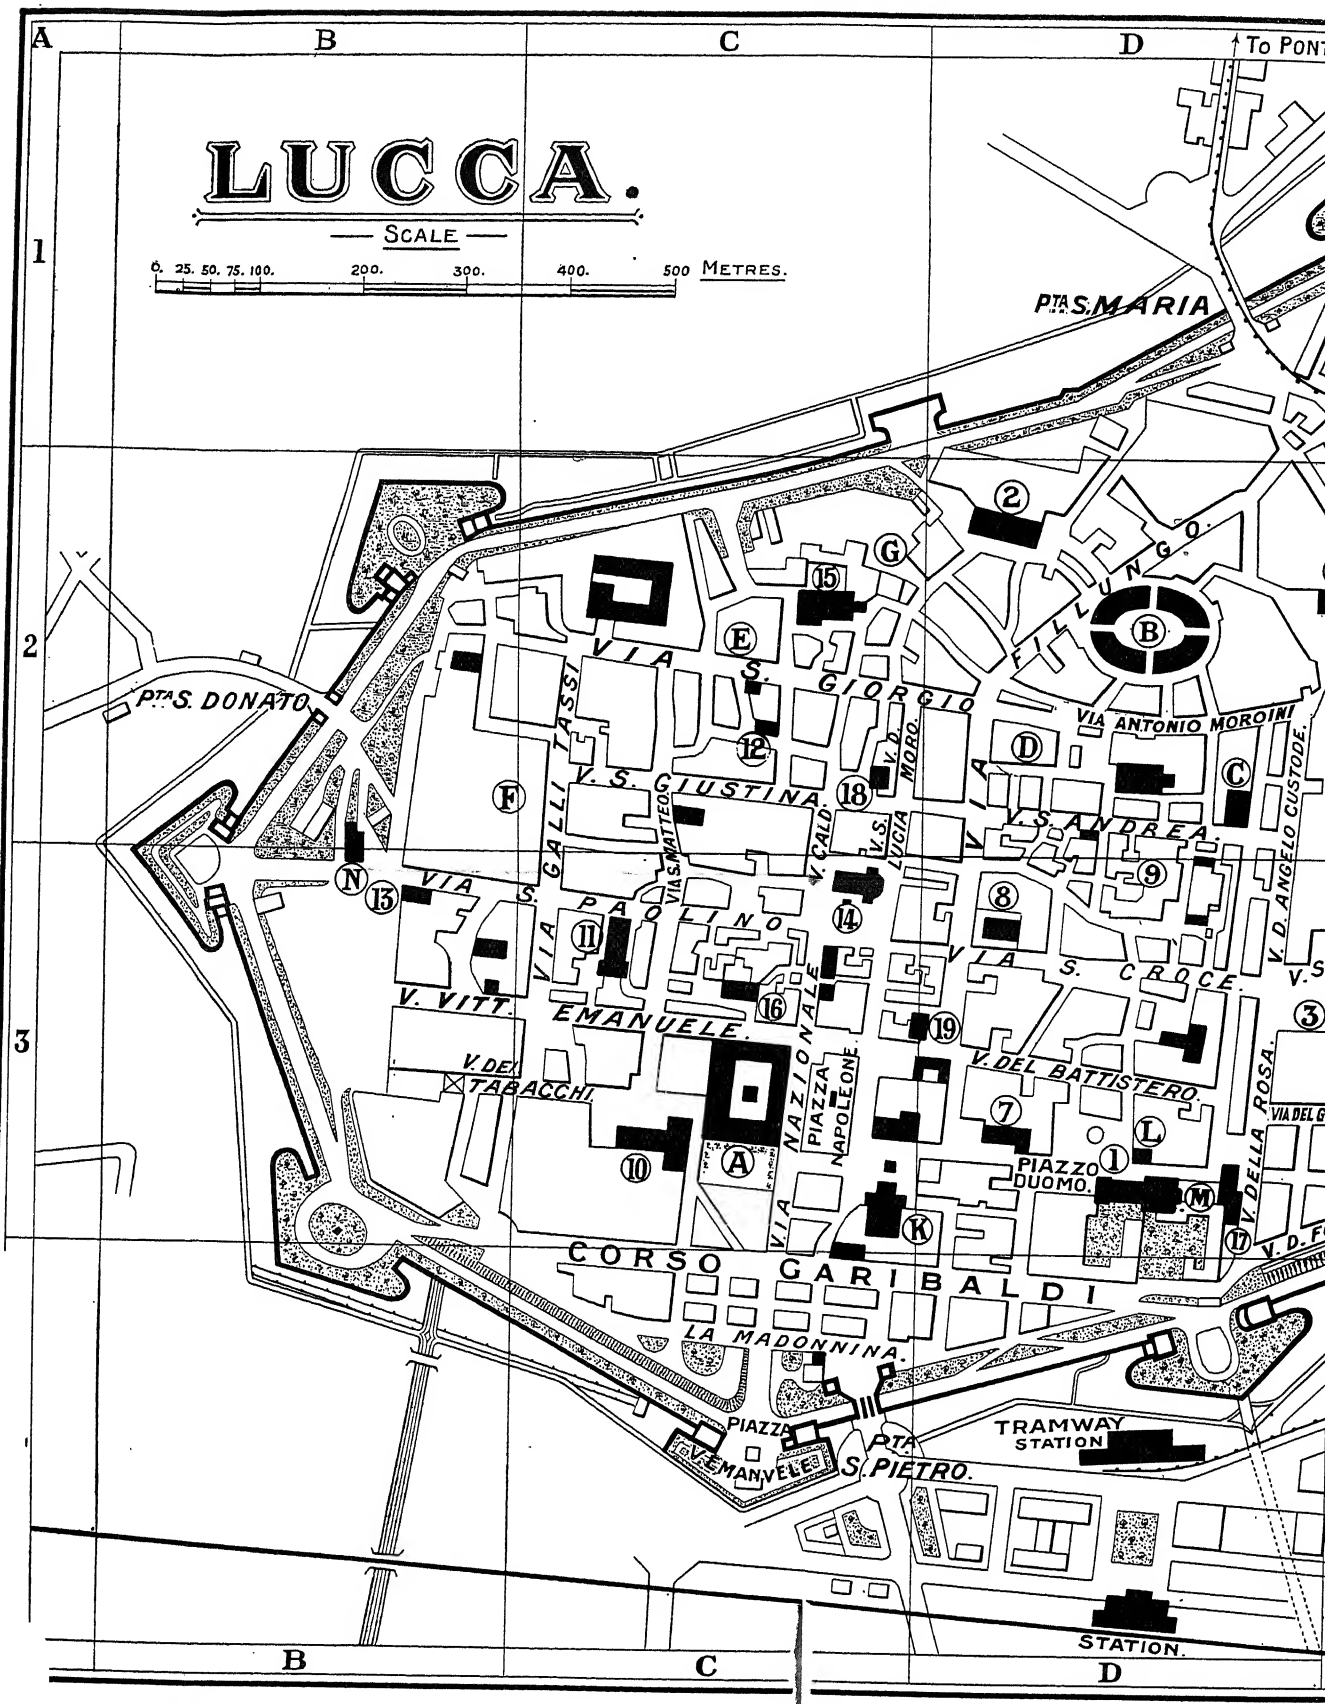 A B C D
↑ TO PONT
LUCCA.
SCALE
0. 25. 50. 75. 100. 200. 300. 400. 500 METRES.
1
PTA S. MARIA
2
G
15
FILLUNGO.
B
2
E
VIA S. GIORGIO
PTA S. DONATO
VIA ANTONIO MOROINI
12
D
V. D. MORO.
C
V. S. GIUSTINA.
18
F
VIA GALLI TASSI
VIA S. MATTEO
V. CALD
V. S. LUCIA
VIA
V. S. ANDREA.
V. D. ANGELO CUSTODE.
9
N
13
VIA S. PAOLINO
8
14
11
VIA S. CROCE.
V. S
16
V. VITT. EMANUELE.
19
3
3
VIA NAZIONALE
PIAZZA NAPOLEONE.
V. DEI TABACCHI.
V. DEL BATTISTERO.
7
VIA DEL G
L
10
A
1
PIAZZO
DUOMO.
M
V. DELLA ROSA.
K
17
V. D. F
CORSO GARIBALDI
LA MADONNINA.
PIAZZA
V. EMANVELE
PTA
S. PIETRO.
TRAMWAY
STATION
STATION.
B C D